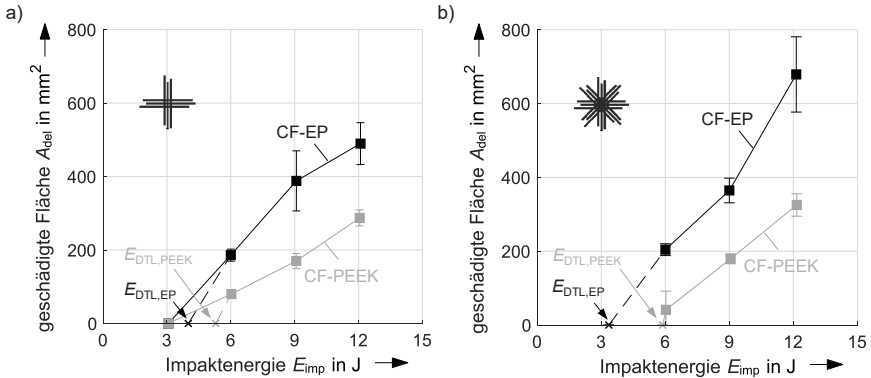 a)
geschädigte Fläche Adel in mm²
800
600
400
200
0
CF-EP
EDTL,PEEK
EDTL,EP
CF-PEEK
0 3 6 9 12 15
Impaktenergie Eimp in J
b)
geschädigte Fläche Adel in mm²
800
600
400
200
0
CF-EP
EDTL,PEEK
EDTL,EP
CF-PEEK
0 3 6 9 12 15
Impaktenergie Eimp in J